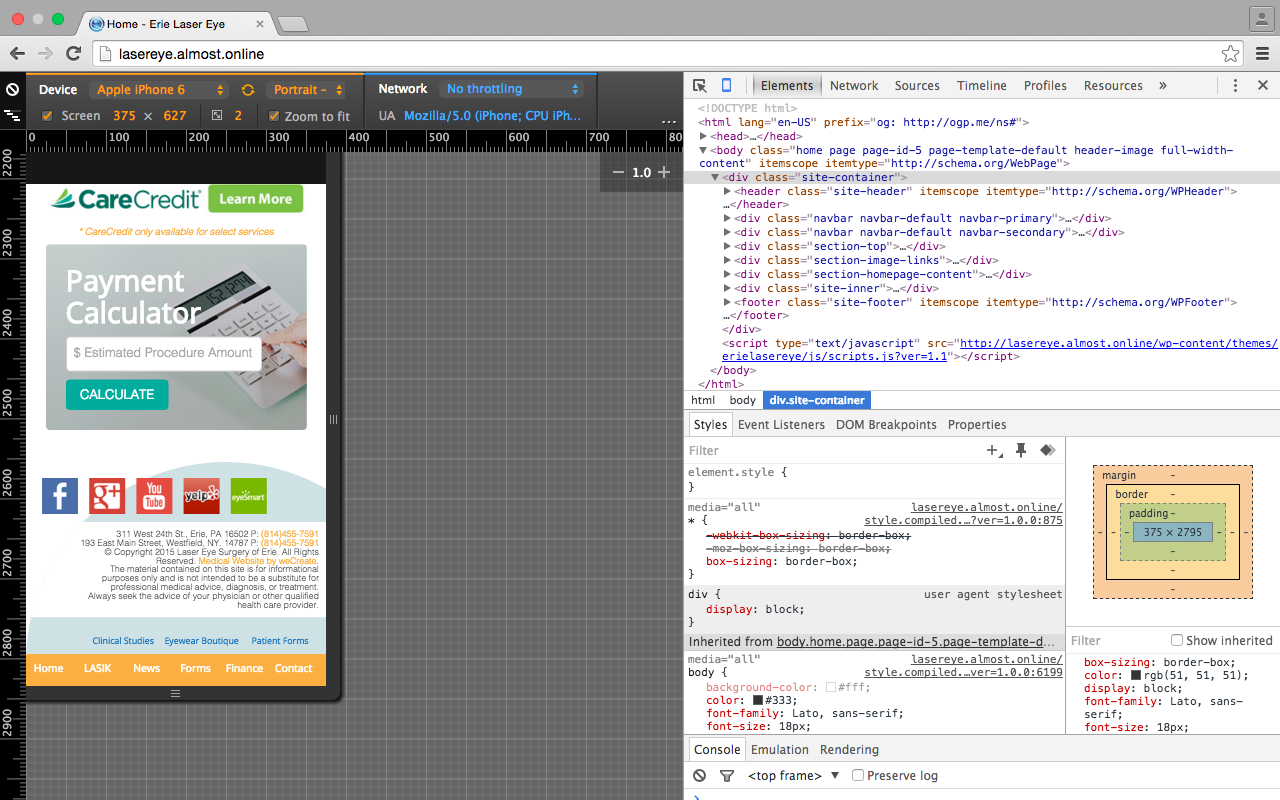 Home - Erie Laser Eye
lasereye.almost.online
Device Apple iPhone 6 Portrait -
Network No throttling
Screen 375 × 627 2 Zoom to fit
UA Mozilla/5.0 (iPhone; CPU iPh...
...
0 100 200 300 400 500 600 700 80
2200
2300
2400
2500
2600
2700
2800
2900
1.0
CareCredit Learn More
* CareCredit only available for select services
Payment
Calculator
$ Estimated Procedure Amount
CALCULATE
f g+ You Tube yelp eyeSmart
311 West 24th St., Erie, PA 16502 P: (814)455-7591
193 East Main Street, Westfield, NY. 14787 P: (814)455-7591
© Copyright 2015 Laser Eye Surgery of Erie. All Rights
Reserved. Medical Website by weCreate.
The material contained on this site is for informational
purposes only and is not intended to be a substitute for
professional medical advice, diagnosis, or treatment.
Always seek the advice of your physician or other qualified
health care provider.
Clinical Studies Eyewear Boutique Patient Forms
Home LASIK News Forms Finance Contact
Elements Network Sources Timeline Profiles Resources »
<!DOCTYPE html>
<html lang="en-US" prefix="og: http://ogp.me/ns#">
<head>…</head>
<body class="home page page-id-5 page-template-default header-image full-width-
content" itemscope itemtype="http://schema.org/WebPage">
<div class="site-container">
<header class="site-header" itemscope itemtype="http://schema.org/WPHeader">
…</header>
<div class="navbar navbar-default navbar-primary">…</div>
<div class="navbar navbar-default navbar-secondary">…</div>
<div class="section-top">…</div>
<div class="section-image-links">…</div>
<div class="section-homepage-content">…</div>
<div class="site-inner">…</div>
<footer class="site-footer" itemscope itemtype="http://schema.org/WPFooter">
…</footer>
</div>
<script type="text/javascript" src="http://lasereye.almost.online/wp-content/themes/
erielasereye/js/scripts.js?ver=1.1"></script>
</body>
</html>
html body div.site-container
Styles Event Listeners DOM Breakpoints Properties
Filter
element.style {
}
media="all" lasereye.almost.online/
* { style.compiled.…?ver=1.0.0:875
-webkit-box-sizing: border-box;
-moz-box-sizing: border-box;
box-sizing: border-box;
}
div { user agent stylesheet
display: block;
}
Inherited from body.home.page.page-id-5.page-template-d…
media="all" lasereye.almost.online/
body { style.compiled.…ver=1.0.0:6199
background-color: #fff;
color: #333;
font-family: Lato, sans-serif;
font-size: 18px;
margin -
border -
padding -
- - - 375 × 2795 - - -
-
-
-
Filter Show inherited
box-sizing: border-box;
color: rgb(51, 51, 51);
display: block;
font-family: Lato, sans-
serif;
font-size: 18px;
Console Emulation Rendering
<top frame> ▼ Preserve log